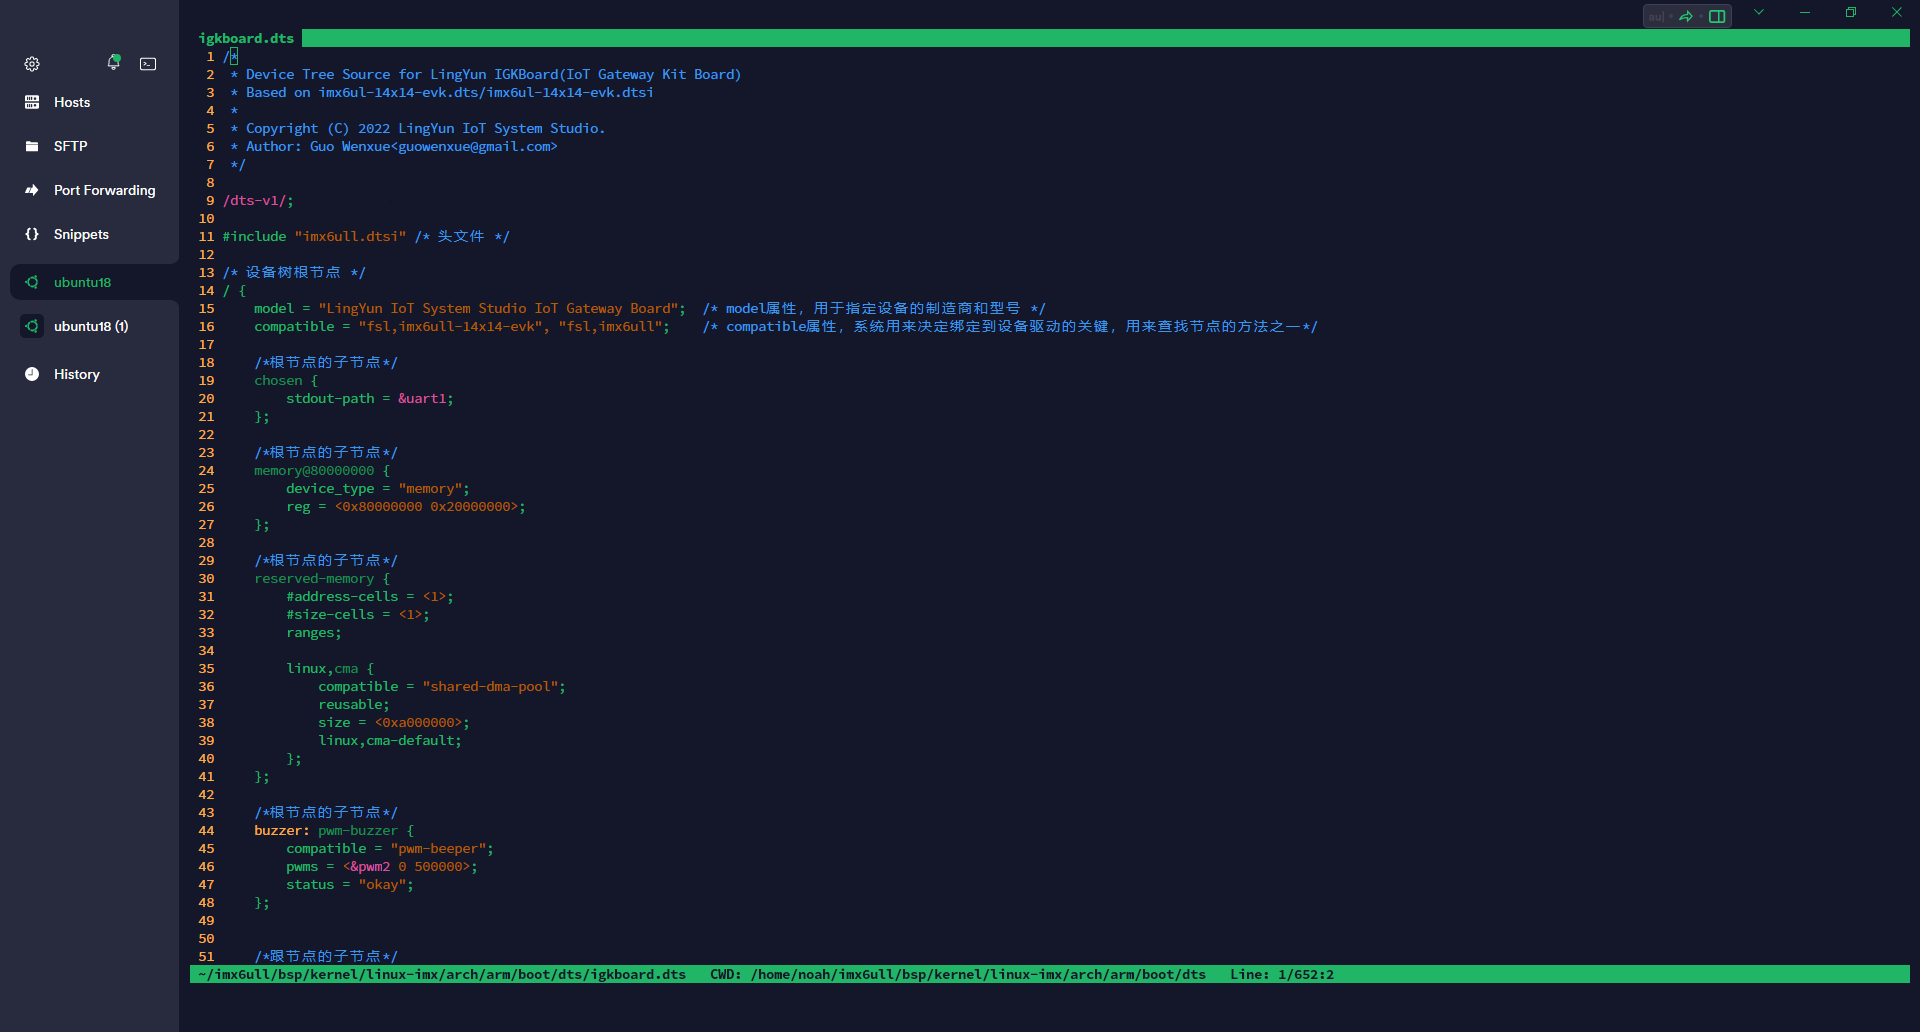 Hosts
SFTP
Port Forwarding
Snippets
ubuntu18
ubuntu18 (1)
History
igkboard.dts
1 /*
2  * Device Tree Source for LingYun IGKBoard(IoT Gateway Kit Board)
3  * Based on imx6ul-14x14-evk.dts/imx6ul-14x14-evk.dtsi
4  *
5  * Copyright (C) 2022 LingYun IoT System Studio.
6  * Author: Guo Wenxue<guowenxue@gmail.com>
7  */
8
9 /dts-v1/;
10
11 #include "imx6ull.dtsi" /* 头文件 */
12
13 /* 设备树根节点 */
14 / {
15     model = "LingYun IoT System Studio IoT Gateway Board";  /* model属性，用于指定设备的制造商和型号 */
16     compatible = "fsl,imx6ull-14x14-evk", "fsl,imx6ull";    /* compatible属性，系统用来决定绑定到设备驱动的关键，用来查找节点的方法之一*/
17
18     /*根节点的子节点*/
19     chosen {
20         stdout-path = &uart1;
21     };
22
23     /*根节点的子节点*/
24     memory@80000000 {
25         device_type = "memory";
26         reg = <0x80000000 0x20000000>;
27     };
28
29     /*根节点的子节点*/
30     reserved-memory {
31         #address-cells = <1>;
32         #size-cells = <1>;
33         ranges;
34
35         linux,cma {
36             compatible = "shared-dma-pool";
37             reusable;
38             size = <0xa000000>;
39             linux,cma-default;
40         };
41     };
42
43     /*根节点的子节点*/
44     buzzer: pwm-buzzer {
45         compatible = "pwm-beeper";
46         pwms = <&pwm2 0 500000>;
47         status = "okay";
48     };
49
50
51     /*跟节点的子节点*/
~/imx6ull/bsp/kernel/linux-imx/arch/arm/boot/dts/igkboard.dts   CWD: /home/noah/imx6ull/bsp/kernel/linux-imx/arch/arm/boot/dts   Line: 1/652:2